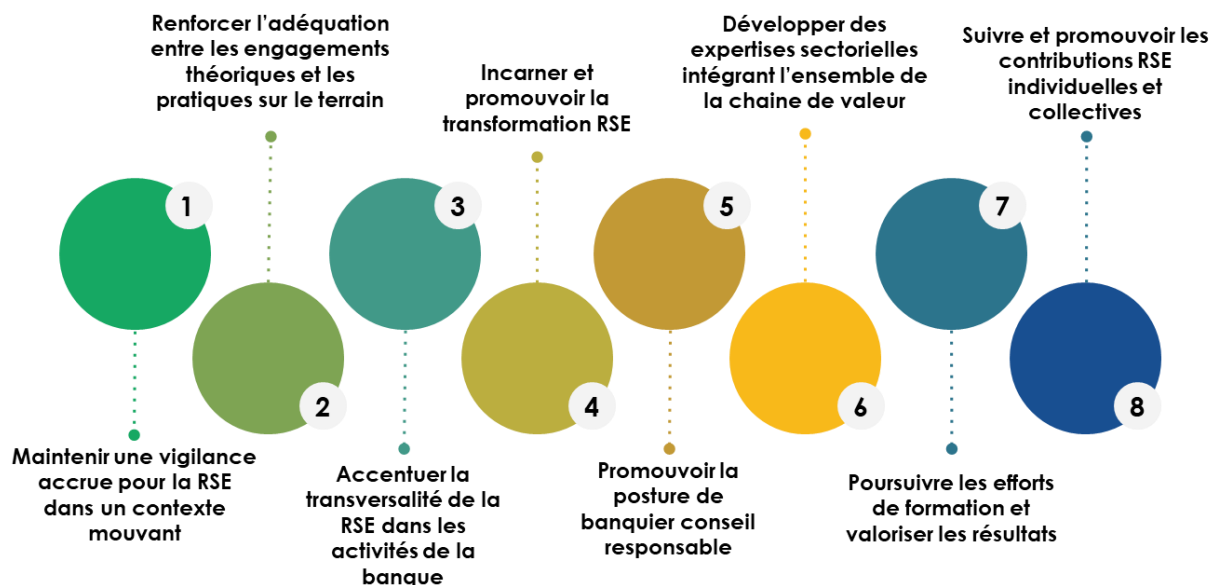 1
Maintenir une vigilance
accrue pour la RSE
dans un contexte
mouvant
Renforcer l'adéquation
entre les engagements
théoriques et les
pratiques sur le terrain
2
3
Accentuer la
transversalité de la
RSE dans les
activités de la
banque
Incarner et
promouvoir la
transformation RSE
4
5
Promouvoir la
posture de
banquier conseil
responsable
Développer des
expertises sectorielles
intégrant l'ensemble de
la chaine de valeur
6
7
Poursuivre les efforts
de formation et
valoriser les résultats
Suivre et promouvoir les
contributions RSE
individuelles et
collectives
8